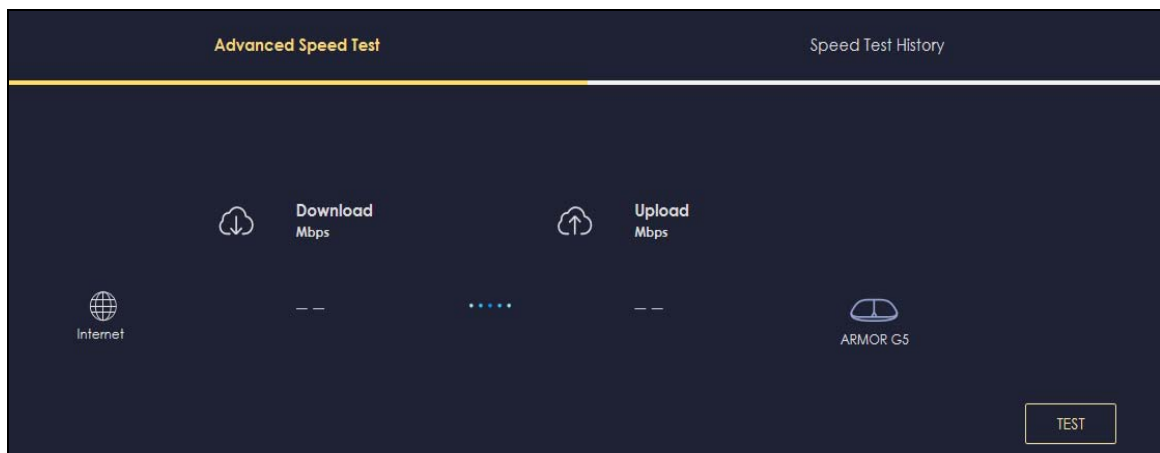 Advanced Speed Test
Speed Test History
Download
Mbps
Upload
Mbps
Internet
– –
– –
ARMOR G5
TEST